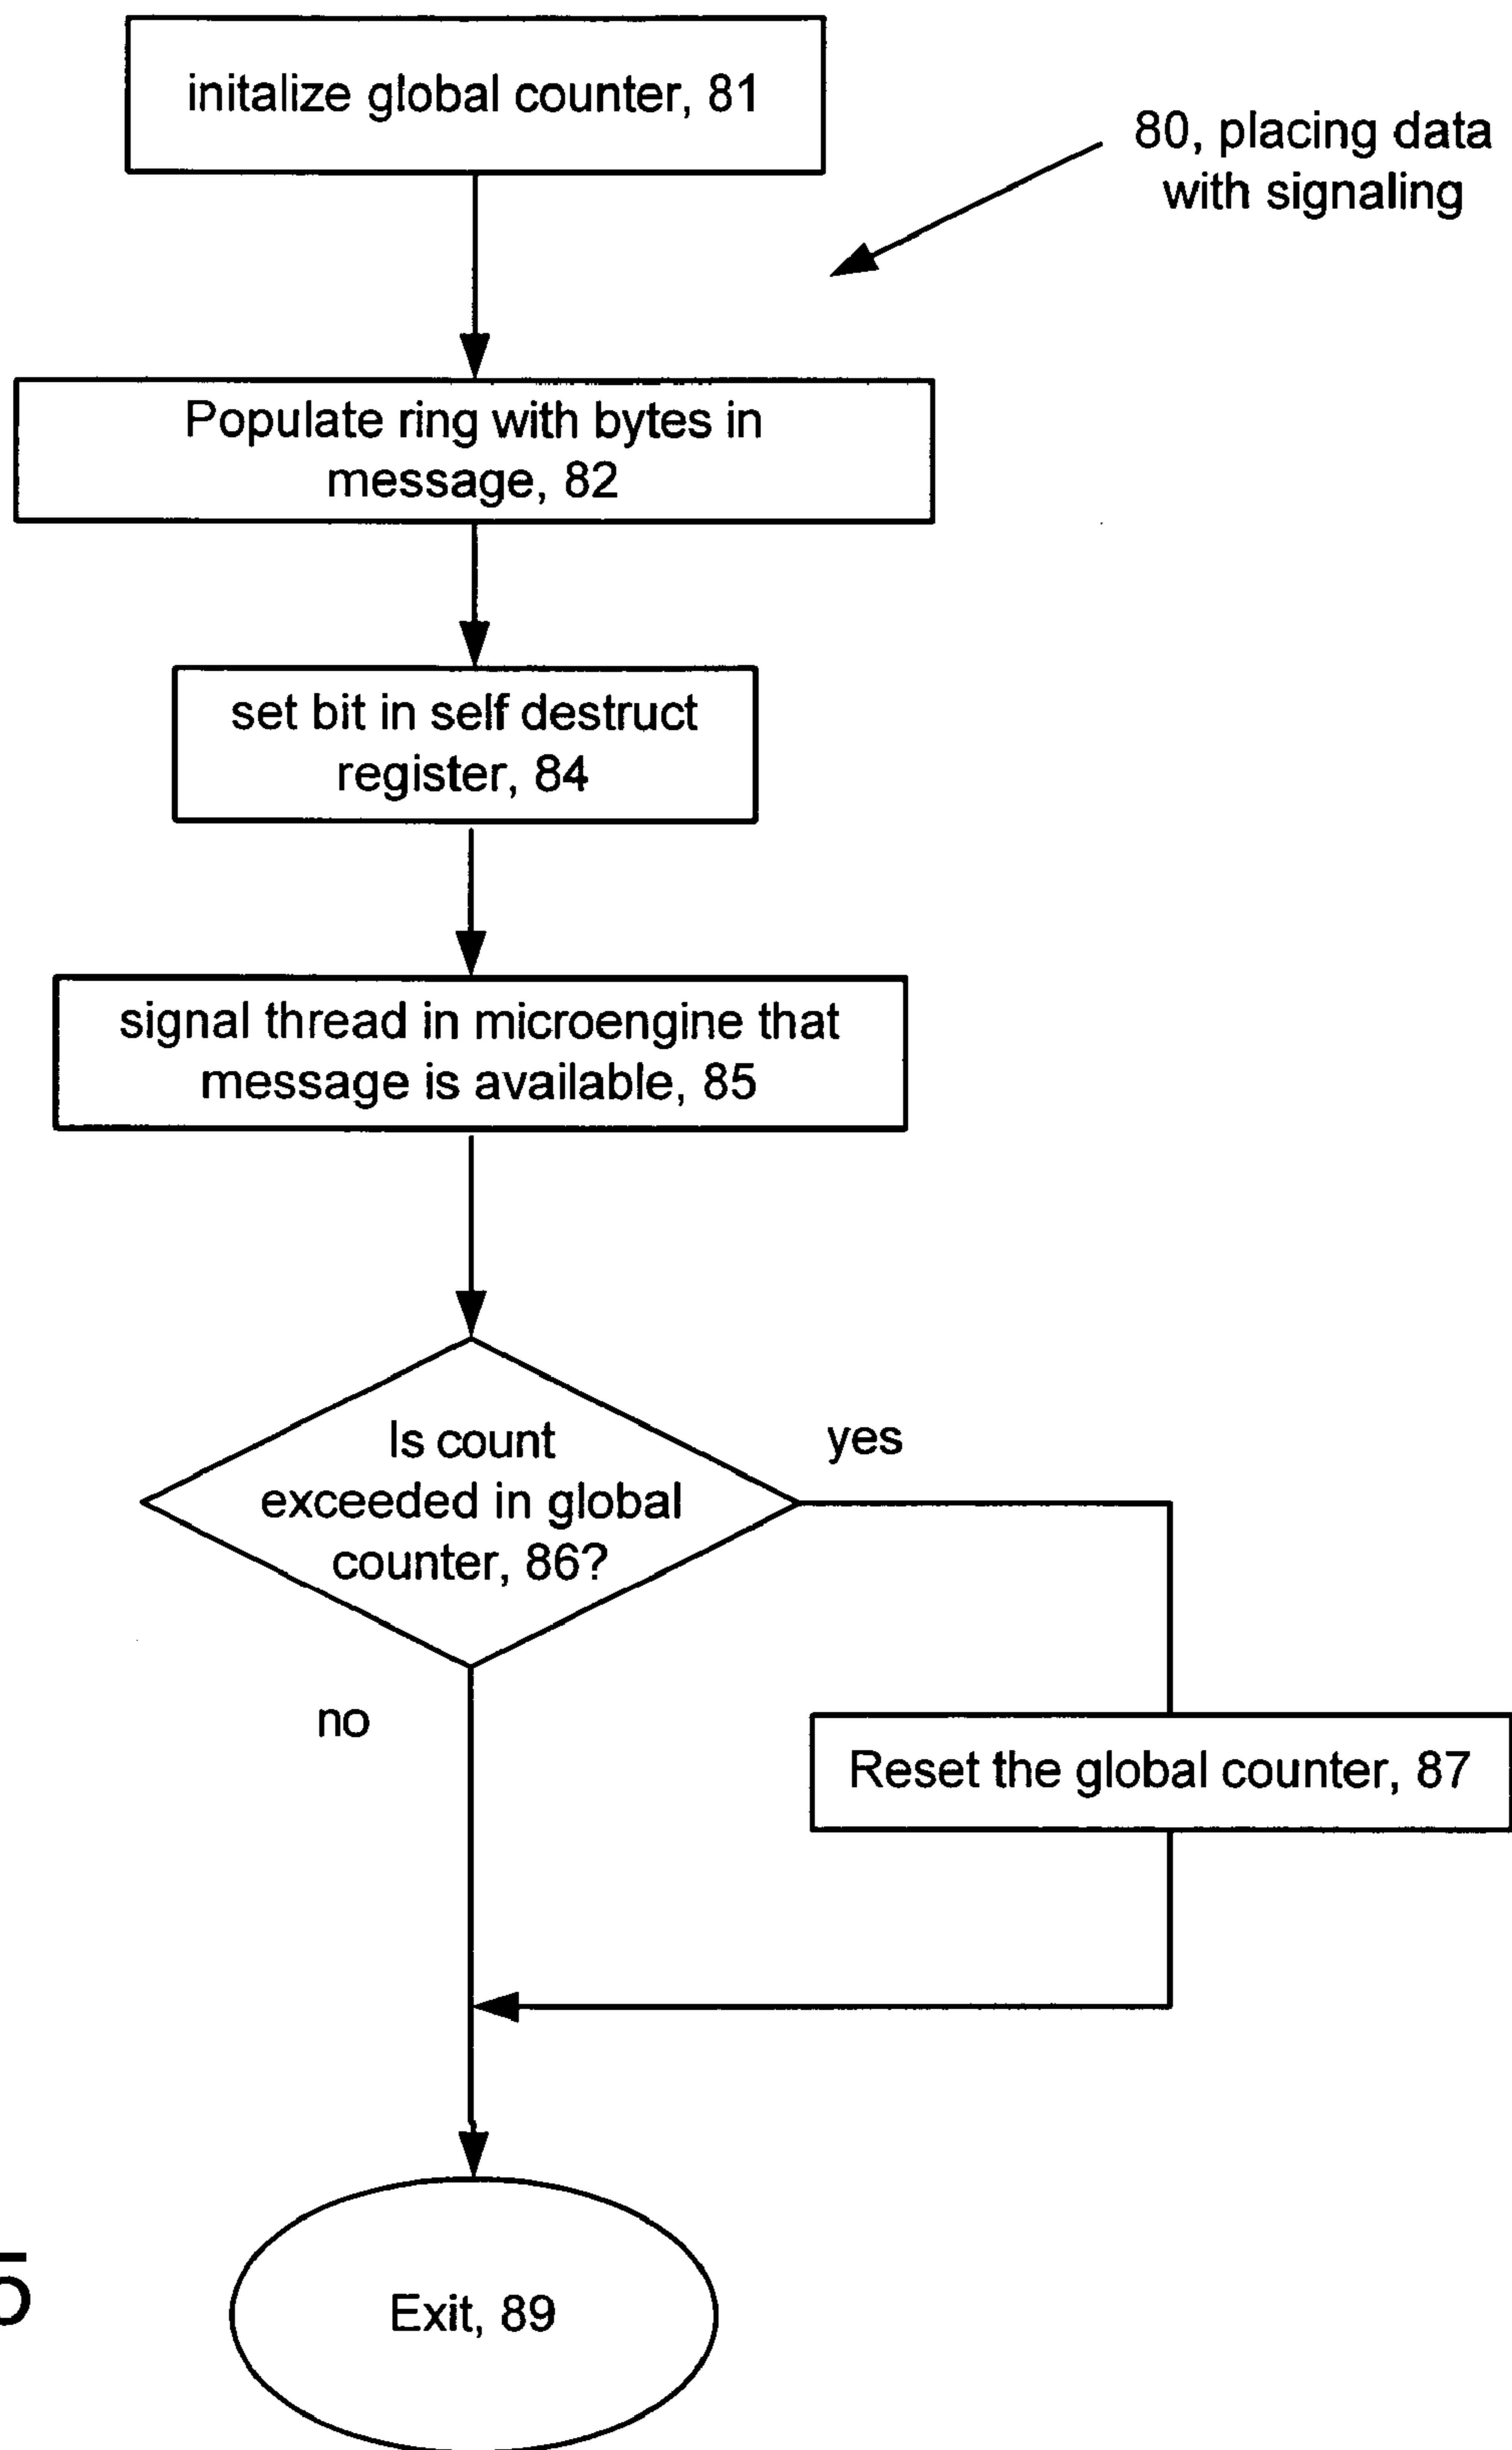 initalize global counter, 81
80, placing data
with signaling
Populate ring with bytes in
message, 82
set bit in self destruct
register, 84
signal thread in microengine that
message is available, 85
Is count
exceeded in global
counter, 86?
yes
no
Reset the global counter, 87
Exit, 89